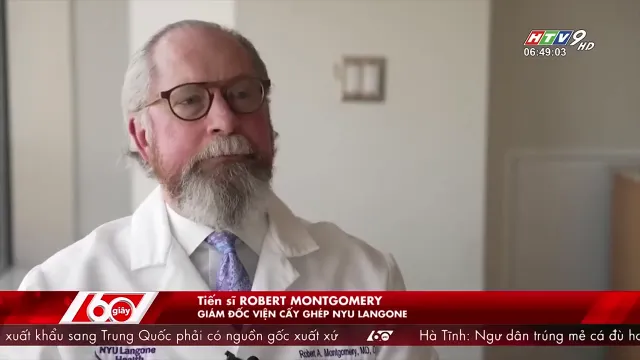 HTV9 HD
06:49:03
60 giây
Tiến sĩ ROBERT MONTGOMERY
GIÁM ĐỐC VIỆN CẤY GHÉP NYU LANGONE
xuất khẩu sang Trung Quốc phải có nguồn gốc xuất xứ 60 Hà Tĩnh: Ngư dân trúng mẻ cá đù h
NYU Langone
Health
Robert A. Montgomery, MD, D